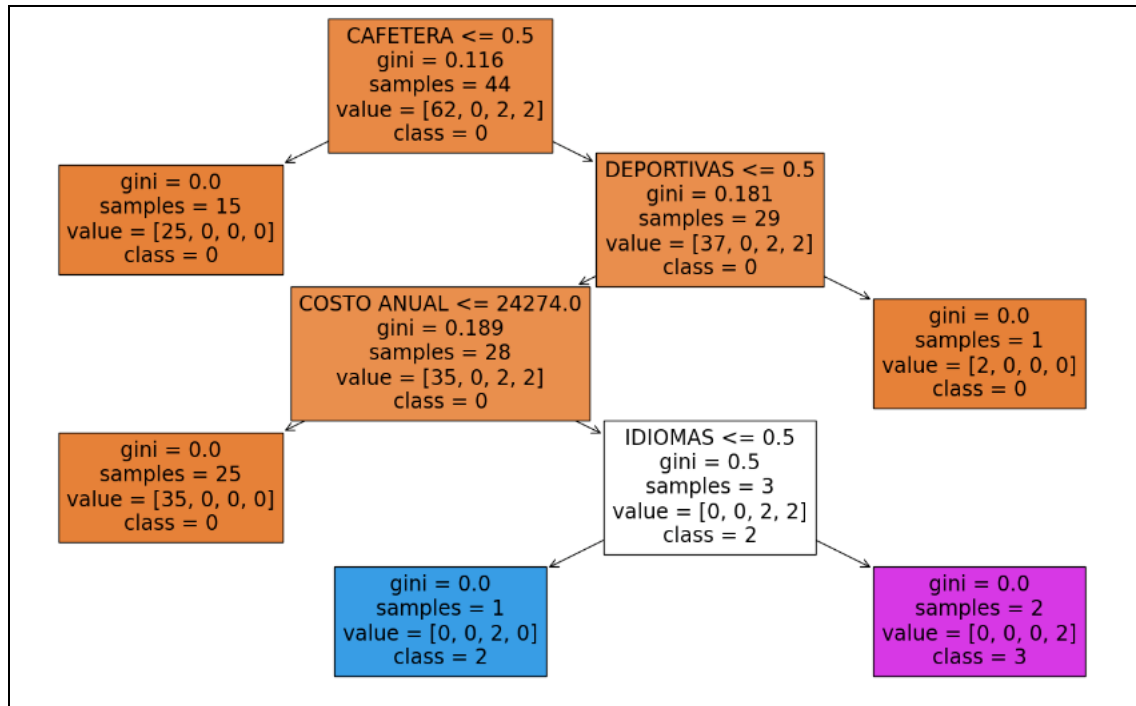 CAFETERA <= 0.5
gini = 0.116
samples = 44
value = [62, 0, 2, 2]
class = 0
gini = 0.0
samples = 15
value = [25, 0, 0, 0]
class = 0
DEPORTIVAS <= 0.5
gini = 0.181
samples = 29
value = [37, 0, 2, 2]
class = 0
COSTO ANUAL <= 24274.0
gini = 0.189
samples = 28
value = [35, 0, 2, 2]
class = 0
gini = 0.0
samples = 1
value = [2, 0, 0, 0]
class = 0
gini = 0.0
samples = 25
value = [35, 0, 0, 0]
class = 0
IDIOMAS <= 0.5
gini = 0.5
samples = 3
value = [0, 0, 2, 2]
class = 2
gini = 0.0
samples = 1
value = [0, 0, 2, 0]
class = 2
gini = 0.0
samples = 2
value = [0, 0, 0, 2]
class = 3